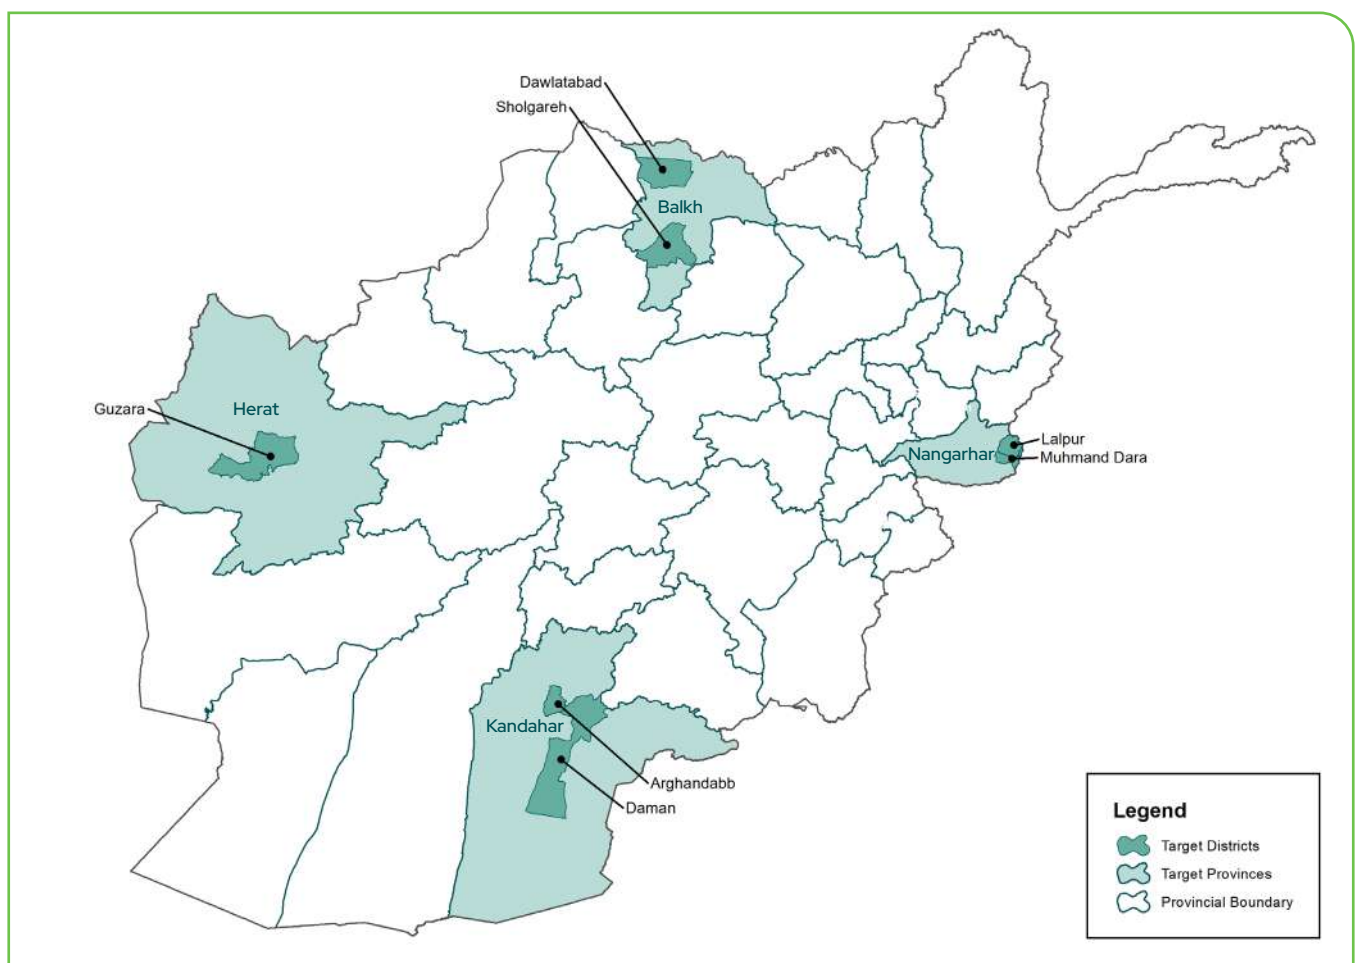 Dawlatabad
Sholgareh
Balkh
Guzara
Herat
Lalpur
Nangarhar
Muhmand Dara
Kandahar
Arghandabb
Daman
Legend
Target Districts
Target Provinces
Provincial Boundary